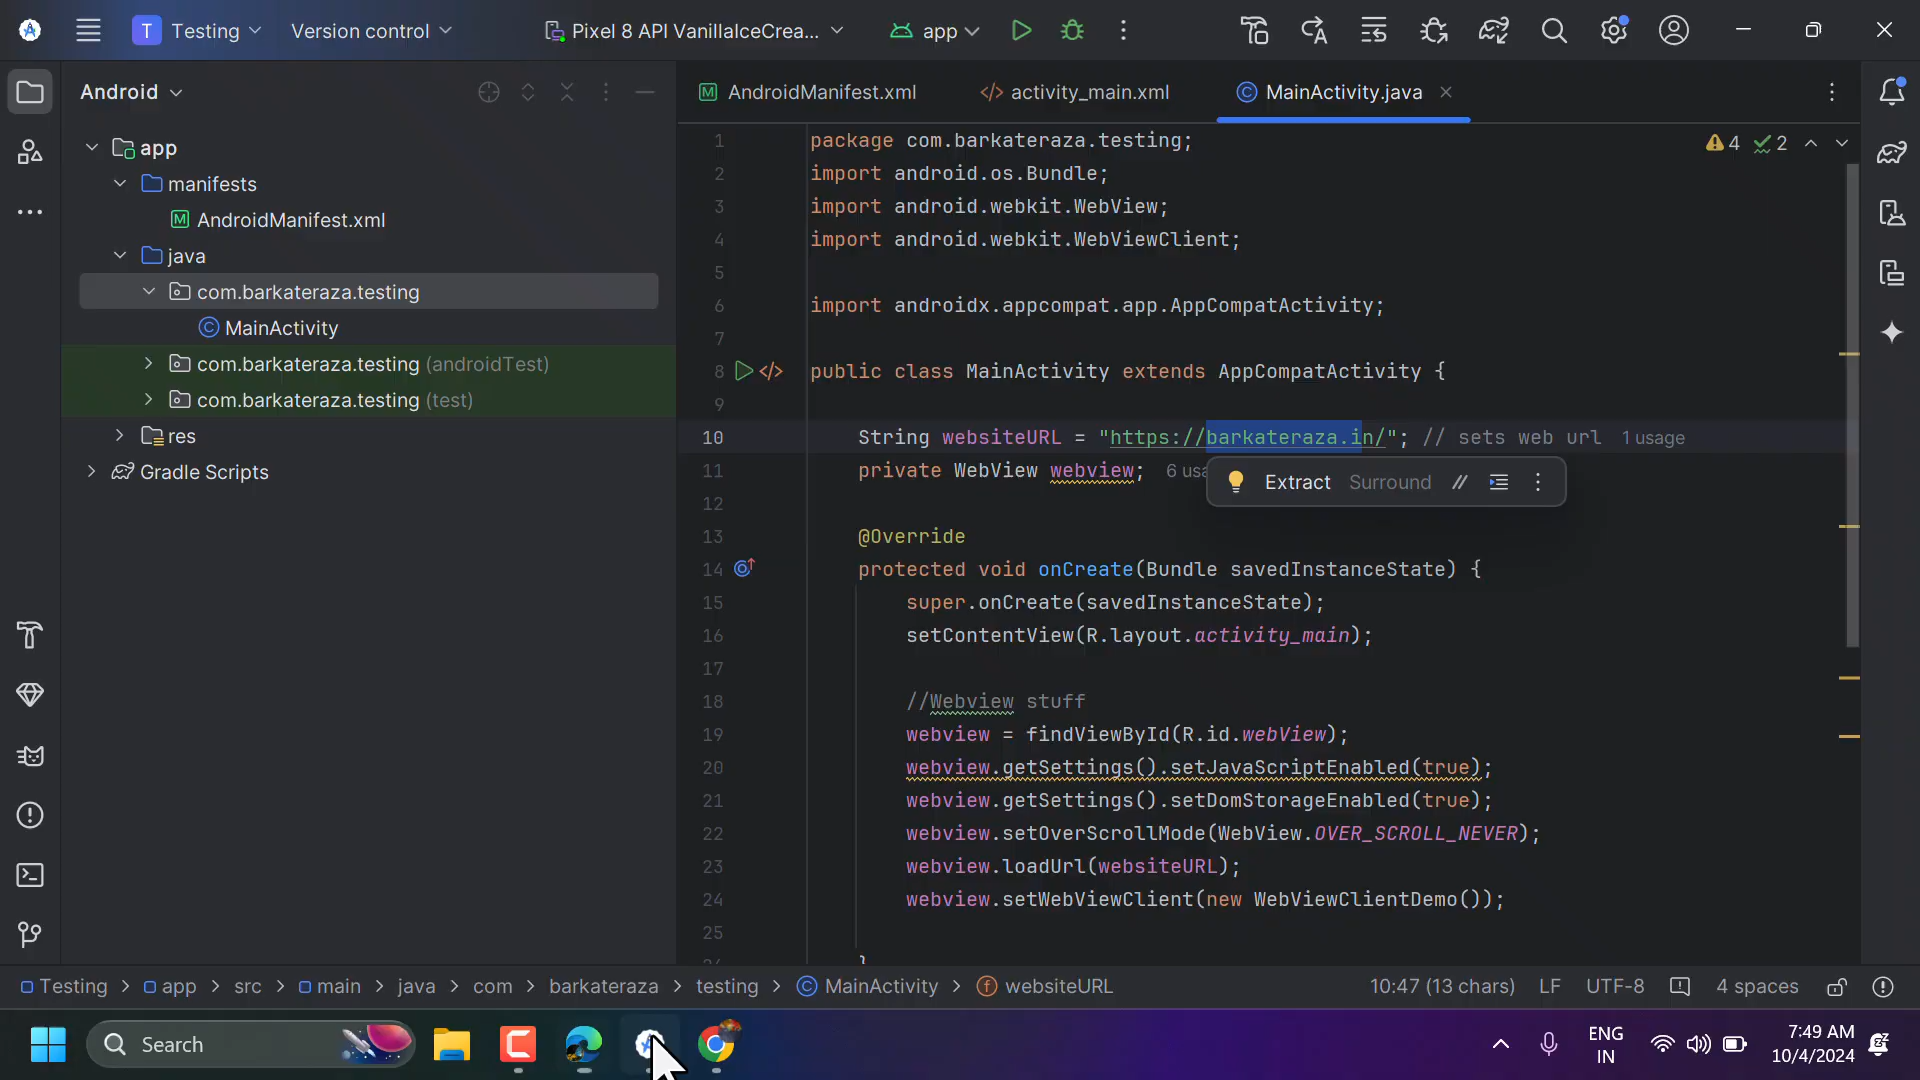 T Testing Version control Pixel 8 API VanillaIceCrea... app
Android
app
manifests
M AndroidManifest.xml
java
com.barkateraza.testing
C MainActivity
com.barkateraza.testing (androidTest)
com.barkateraza.testing (test)
res
Gradle Scripts
M AndroidManifest.xml </> activity_main.xml C MainActivity.java
4 2
1 package com.barkateraza.testing;
2 import android.os.Bundle;
3 import android.webkit.WebView;
4 import android.webkit.WebViewClient;
5
6 import androidx.appcompat.app.AppCompatActivity;
7
8 </> public class MainActivity extends AppCompatActivity {
9
10 String websiteURL = "https://barkateraza.in/"; // sets web url 1 usage
11 private WebView webview; 6 usa
Extract Surround //
12
13 @Override
14 protected void onCreate(Bundle savedInstanceState) {
15 super.onCreate(savedInstanceState);
16 setContentView(R.layout.activity_main);
17
18 //Webview stuff
19 webview = findViewById(R.id.webView);
20 webview.getSettings().setJavaScriptEnabled(true);
21 webview.getSettings().setDomStorageEnabled(true);
22 webview.setOverScrollMode(WebView.OVER_SCROLL_NEVER);
23 webview.loadUrl(websiteURL);
24 webview.setWebViewClient(new WebViewClientDemo());
25
Testing > app > src > main > java > com > barkateraza > testing > C MainActivity > f websiteURL 10:47 (13 chars) LF UTF-8 4 spaces
Search
ENG
IN
7:49 AM
10/4/2024